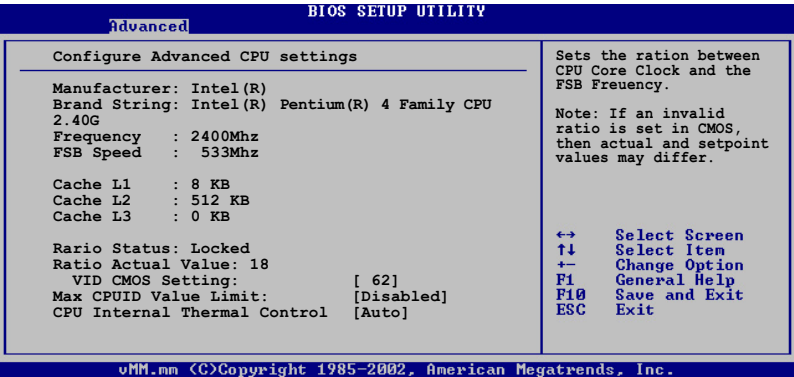 BIOS SETUP UTILITY
Advanced
Configure Advanced CPU settings
Manufacturer: Intel(R)
Brand String: Intel(R) Pentium(R) 4 Family CPU
2.40G
Frequency : 2400Mhz
FSB Speed : 533Mhz
Cache L1 : 8 KB
Cache L2 : 512 KB
Cache L3 : 0 KB
Rario Status: Locked
Ratio Actual Value: 18
VID CMOS Setting: [ 62]
Max CPUID Value Limit: [Disabled]
CPU Internal Thermal Control [Auto]
Sets the ration between
CPU Core Clock and the
FSB Freuency.
Note: If an invalid
ratio is set in CMOS,
then actual and setpoint
values may differ.
←→ Select Screen
↑↓ Select Item
+- Change Option
F1 General Help
F10 Save and Exit
ESC Exit
vMM.mm (C)Copyright 1985-2002, American Megatrends, Inc.